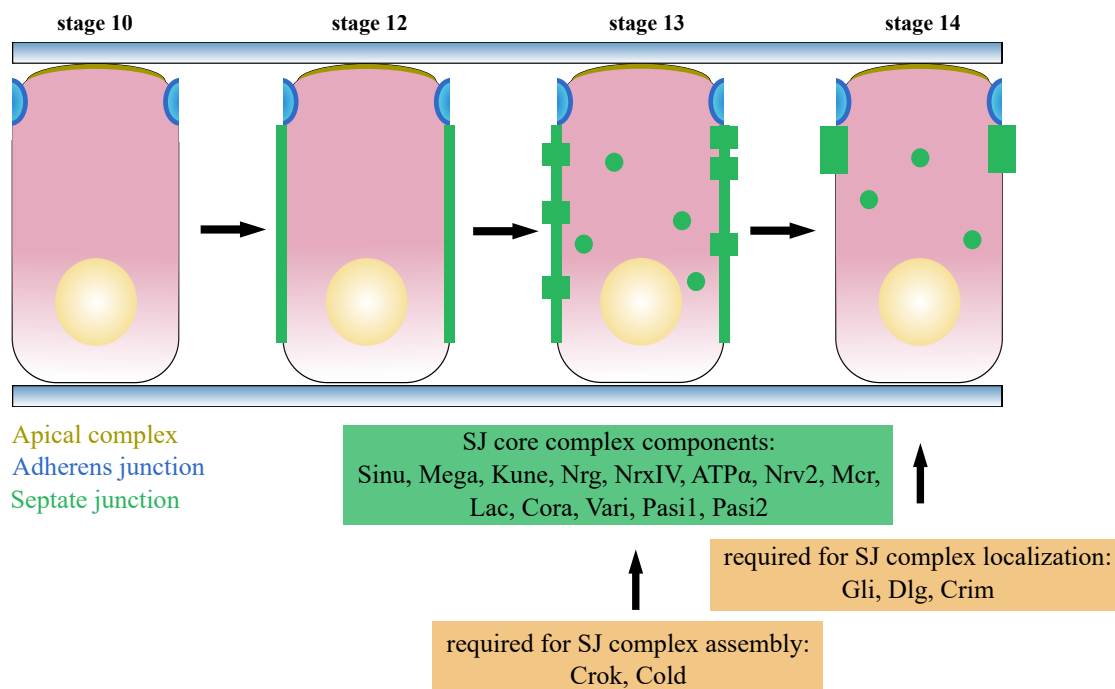 stage 10
stage 12
stage 13
stage 14
Apical complex
Adherens junction
Septate junction
SJ core complex components:
Sinu, Mega, Kune, Nrg, NrxIV, ATPα, Nrv2, Mcr,
Lac, Cora, Vari, Pasi1, Pasi2
required for SJ complex localization:
Gli, Dlg, Crim
required for SJ complex assembly:
Crok, Cold